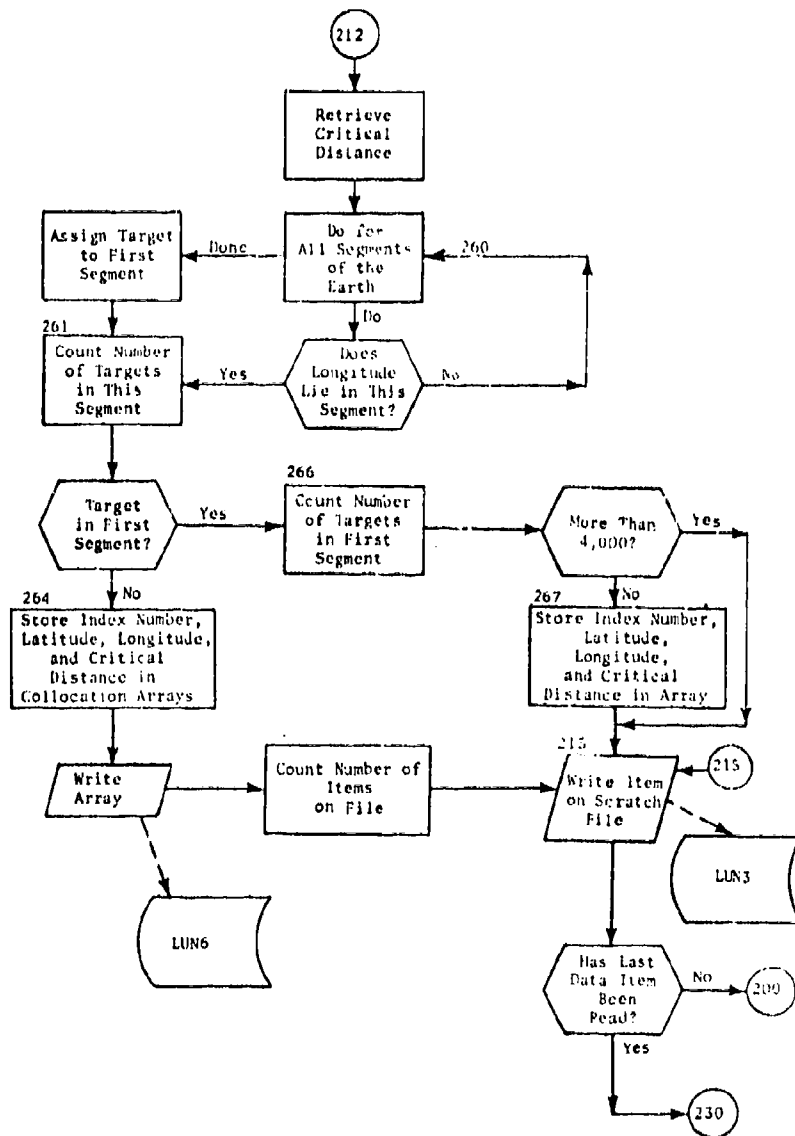 212
Retrieve
Critical
Distance
Assign Target
to First
Segment
Done
Do for
All Segments
of the
Earth
260
Do
261
Count Number
of Targets
in This
Segment
Yes
Does
Longitude
Lie in This
Segment?
No
Target
in First
Segment?
Yes
266
Count Number
of Targets
in First
Segment
More Than
4,000?
Yes
No
264
Store Index Number,
Latitude, Longitude,
and Critical
Distance in
Collocation Arrays
No
267
Store Index Number,
Latitude,
Longitude,
and Critical
Distance in Array
Write
Array
Count Number of
Items
on File
215
Write Item
on Scratch
File
215
LUN6
LUN3
Has Last
Data Item
Been
Read?
No
200
Yes
230